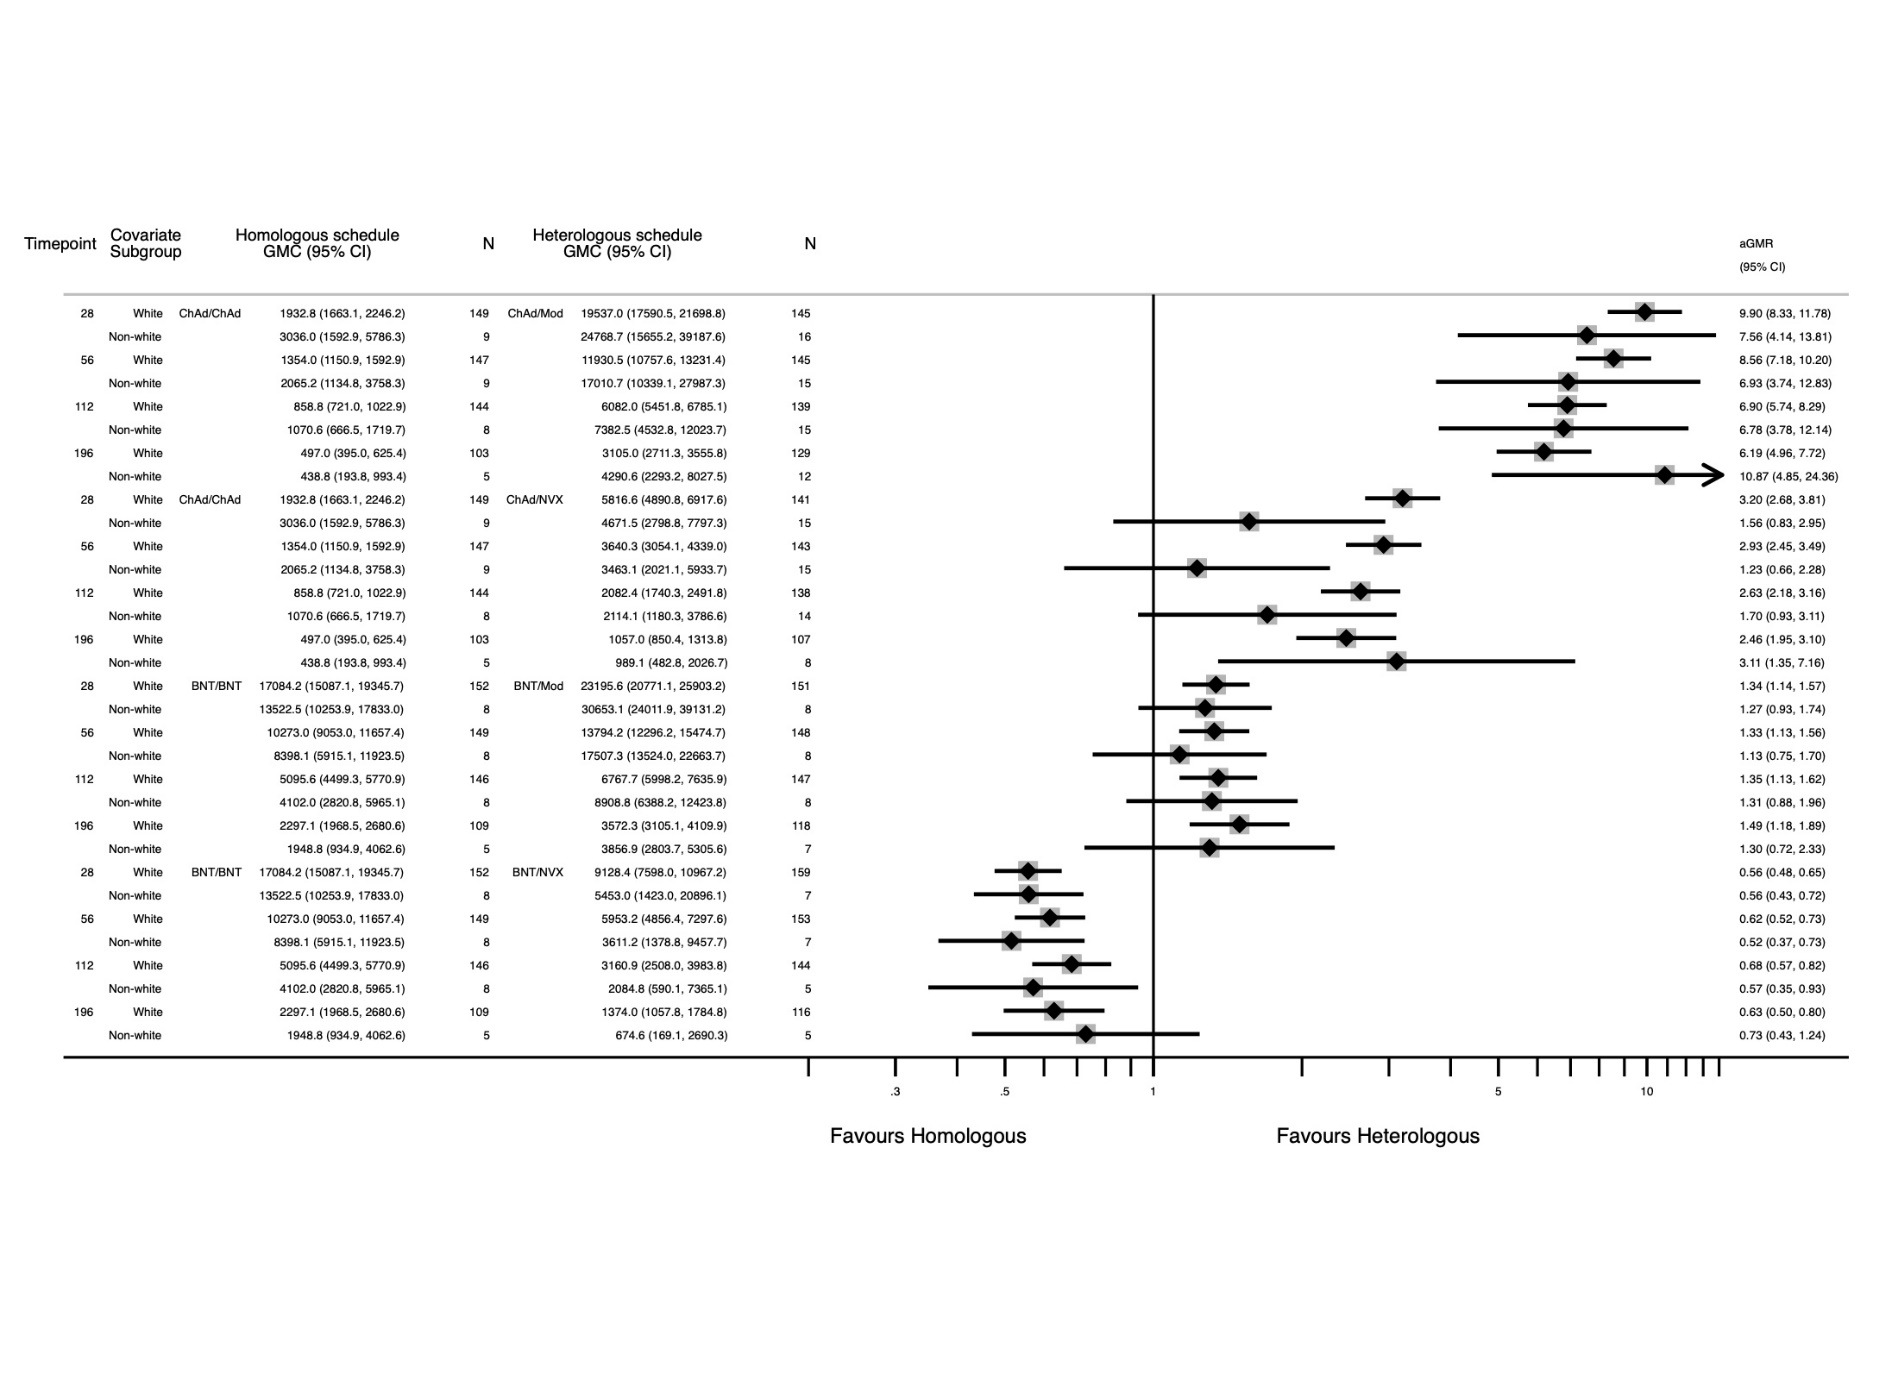 Timepoint Covariate Subgroup Homologous schedule GMC (95% CI) N Heterologous schedule GMC (95% CI) N aGMR (95% CI)
28 White ChAd/ChAd 1932.8 (1663.1, 2246.2) 149 ChAd/Mod 19537.0 (17590.5, 21698.8) 145 9.90 (8.33, 11.78)
Non-white 3036.0 (1592.9, 5786.3) 9 24768.7 (15655.2, 39187.6) 16 7.56 (4.14, 13.81)
56 White 1354.0 (1150.9, 1592.9) 147 11930.5 (10757.6, 13231.4) 145 8.56 (7.18, 10.20)
Non-white 2065.2 (1134.8, 3758.3) 9 17010.7 (10339.1, 27987.3) 15 6.93 (3.74, 12.83)
112 White 858.8 (721.0, 1022.9) 144 6082.0 (5451.8, 6785.1) 139 6.90 (5.74, 8.29)
Non-white 1070.6 (666.5, 1719.7) 8 7382.5 (4532.8, 12023.7) 15 6.78 (3.78, 12.14)
196 White 497.0 (395.0, 625.4) 103 3105.0 (2711.3, 3555.8) 129 6.19 (4.96, 7.72)
Non-white 438.8 (193.8, 993.4) 5 4290.6 (2293.2, 8027.5) 12 10.87 (4.85, 24.36)
28 White ChAd/ChAd 1932.8 (1663.1, 2246.2) 149 ChAd/NVX 5816.6 (4890.8, 6917.6) 141 3.20 (2.68, 3.81)
Non-white 3036.0 (1592.9, 5786.3) 9 4671.5 (2798.8, 7797.3) 15 1.56 (0.83, 2.95)
56 White 1354.0 (1150.9, 1592.9) 147 3640.3 (3054.1, 4339.0) 143 2.93 (2.45, 3.49)
Non-white 2065.2 (1134.8, 3758.3) 9 3463.1 (2021.1, 5933.7) 15 1.23 (0.66, 2.28)
112 White 858.8 (721.0, 1022.9) 144 2082.4 (1740.3, 2491.8) 138 2.63 (2.18, 3.16)
Non-white 1070.6 (666.5, 1719.7) 8 2114.1 (1180.3, 3786.6) 14 1.70 (0.93, 3.11)
196 White 497.0 (395.0, 625.4) 103 1057.0 (850.4, 1313.8) 107 2.46 (1.95, 3.10)
Non-white 438.8 (193.8, 993.4) 5 989.1 (482.8, 2026.7) 8 3.11 (1.35, 7.16)
28 White BNT/BNT 17084.2 (15087.1, 19345.7) 152 BNT/Mod 23195.6 (20771.1, 25903.2) 151 1.34 (1.14, 1.57)
Non-white 13522.5 (10253.9, 17833.0) 8 30653.1 (24011.9, 39131.2) 8 1.27 (0.93, 1.74)
56 White 10273.0 (9053.0, 11657.4) 149 13794.2 (12296.2, 15474.7) 148 1.33 (1.13, 1.56)
Non-white 8398.1 (5915.1, 11923.5) 8 17507.3 (13524.0, 22663.7) 8 1.13 (0.75, 1.70)
112 White 5095.6 (4499.3, 5770.9) 146 6767.7 (5998.2, 7635.9) 147 1.35 (1.13, 1.62)
Non-white 4102.0 (2820.8, 5965.1) 8 8908.8 (6388.2, 12423.8) 8 1.31 (0.88, 1.96)
196 White 2297.1 (1968.5, 2680.6) 109 3572.3 (3105.1, 4109.9) 118 1.49 (1.18, 1.89)
Non-white 1948.8 (934.9, 4062.6) 5 3856.9 (2803.7, 5305.6) 7 1.30 (0.72, 2.33)
28 White BNT/BNT 17084.2 (15087.1, 19345.7) 152 BNT/NVX 9128.4 (7598.0, 10967.2) 159 0.56 (0.48, 0.65)
Non-white 13522.5 (10253.9, 17833.0) 8 5453.0 (1423.0, 20896.1) 7 0.56 (0.43, 0.72)
56 White 10273.0 (9053.0, 11657.4) 149 5953.2 (4856.4, 7297.6) 153 0.62 (0.52, 0.73)
Non-white 8398.1 (5915.1, 11923.5) 8 3611.2 (1378.8, 9457.7) 7 0.52 (0.37, 0.73)
112 White 5095.6 (4499.3, 5770.9) 146 3160.9 (2508.0, 3983.8) 144 0.68 (0.57, 0.82)
Non-white 4102.0 (2820.8, 5965.1) 8 2084.8 (590.1, 7365.1) 5 0.57 (0.35, 0.93)
196 White 2297.1 (1968.5, 2680.6) 109 1374.0 (1057.8, 1784.8) 116 0.63 (0.50, 0.80)
Non-white 1948.8 (934.9, 4062.6) 5 674.6 (169.1, 2690.3) 5 0.73 (0.43, 1.24)
.3 .5 1 5 10
Favours Homologous Favours Heterologous